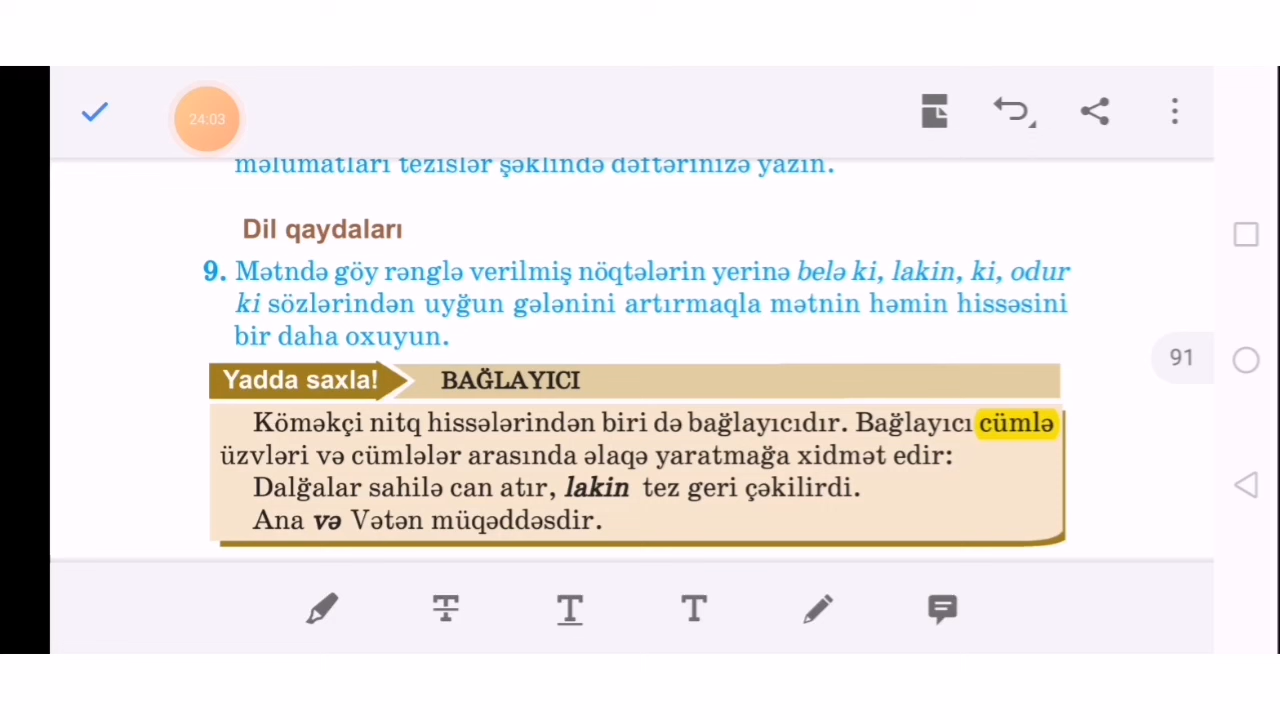 24:03
məlumatları tezislər şəklində dəftərinizə yazın.
Dil qaydaları
9. Mətndə göy rənglə verilmiş nöqtələrin yerinə belə ki, lakin, ki, odur
ki sözlərindən uyğun gələnini artırmaqla mətnin həmin hissəsini
bir daha oxuyun.
Yadda saxla! BAĞLAYICI
Köməkçi nitq hissələrindən biri də bağlayıcıdır. Bağlayıcı cümlə
üzvləri və cümlələr arasında əlaqə yaratmağa xidmət edir:
Dalğalar sahilə can atır, lakin tez geri çəkilirdi.
Ana və Vətən müqəddəsdir.
91